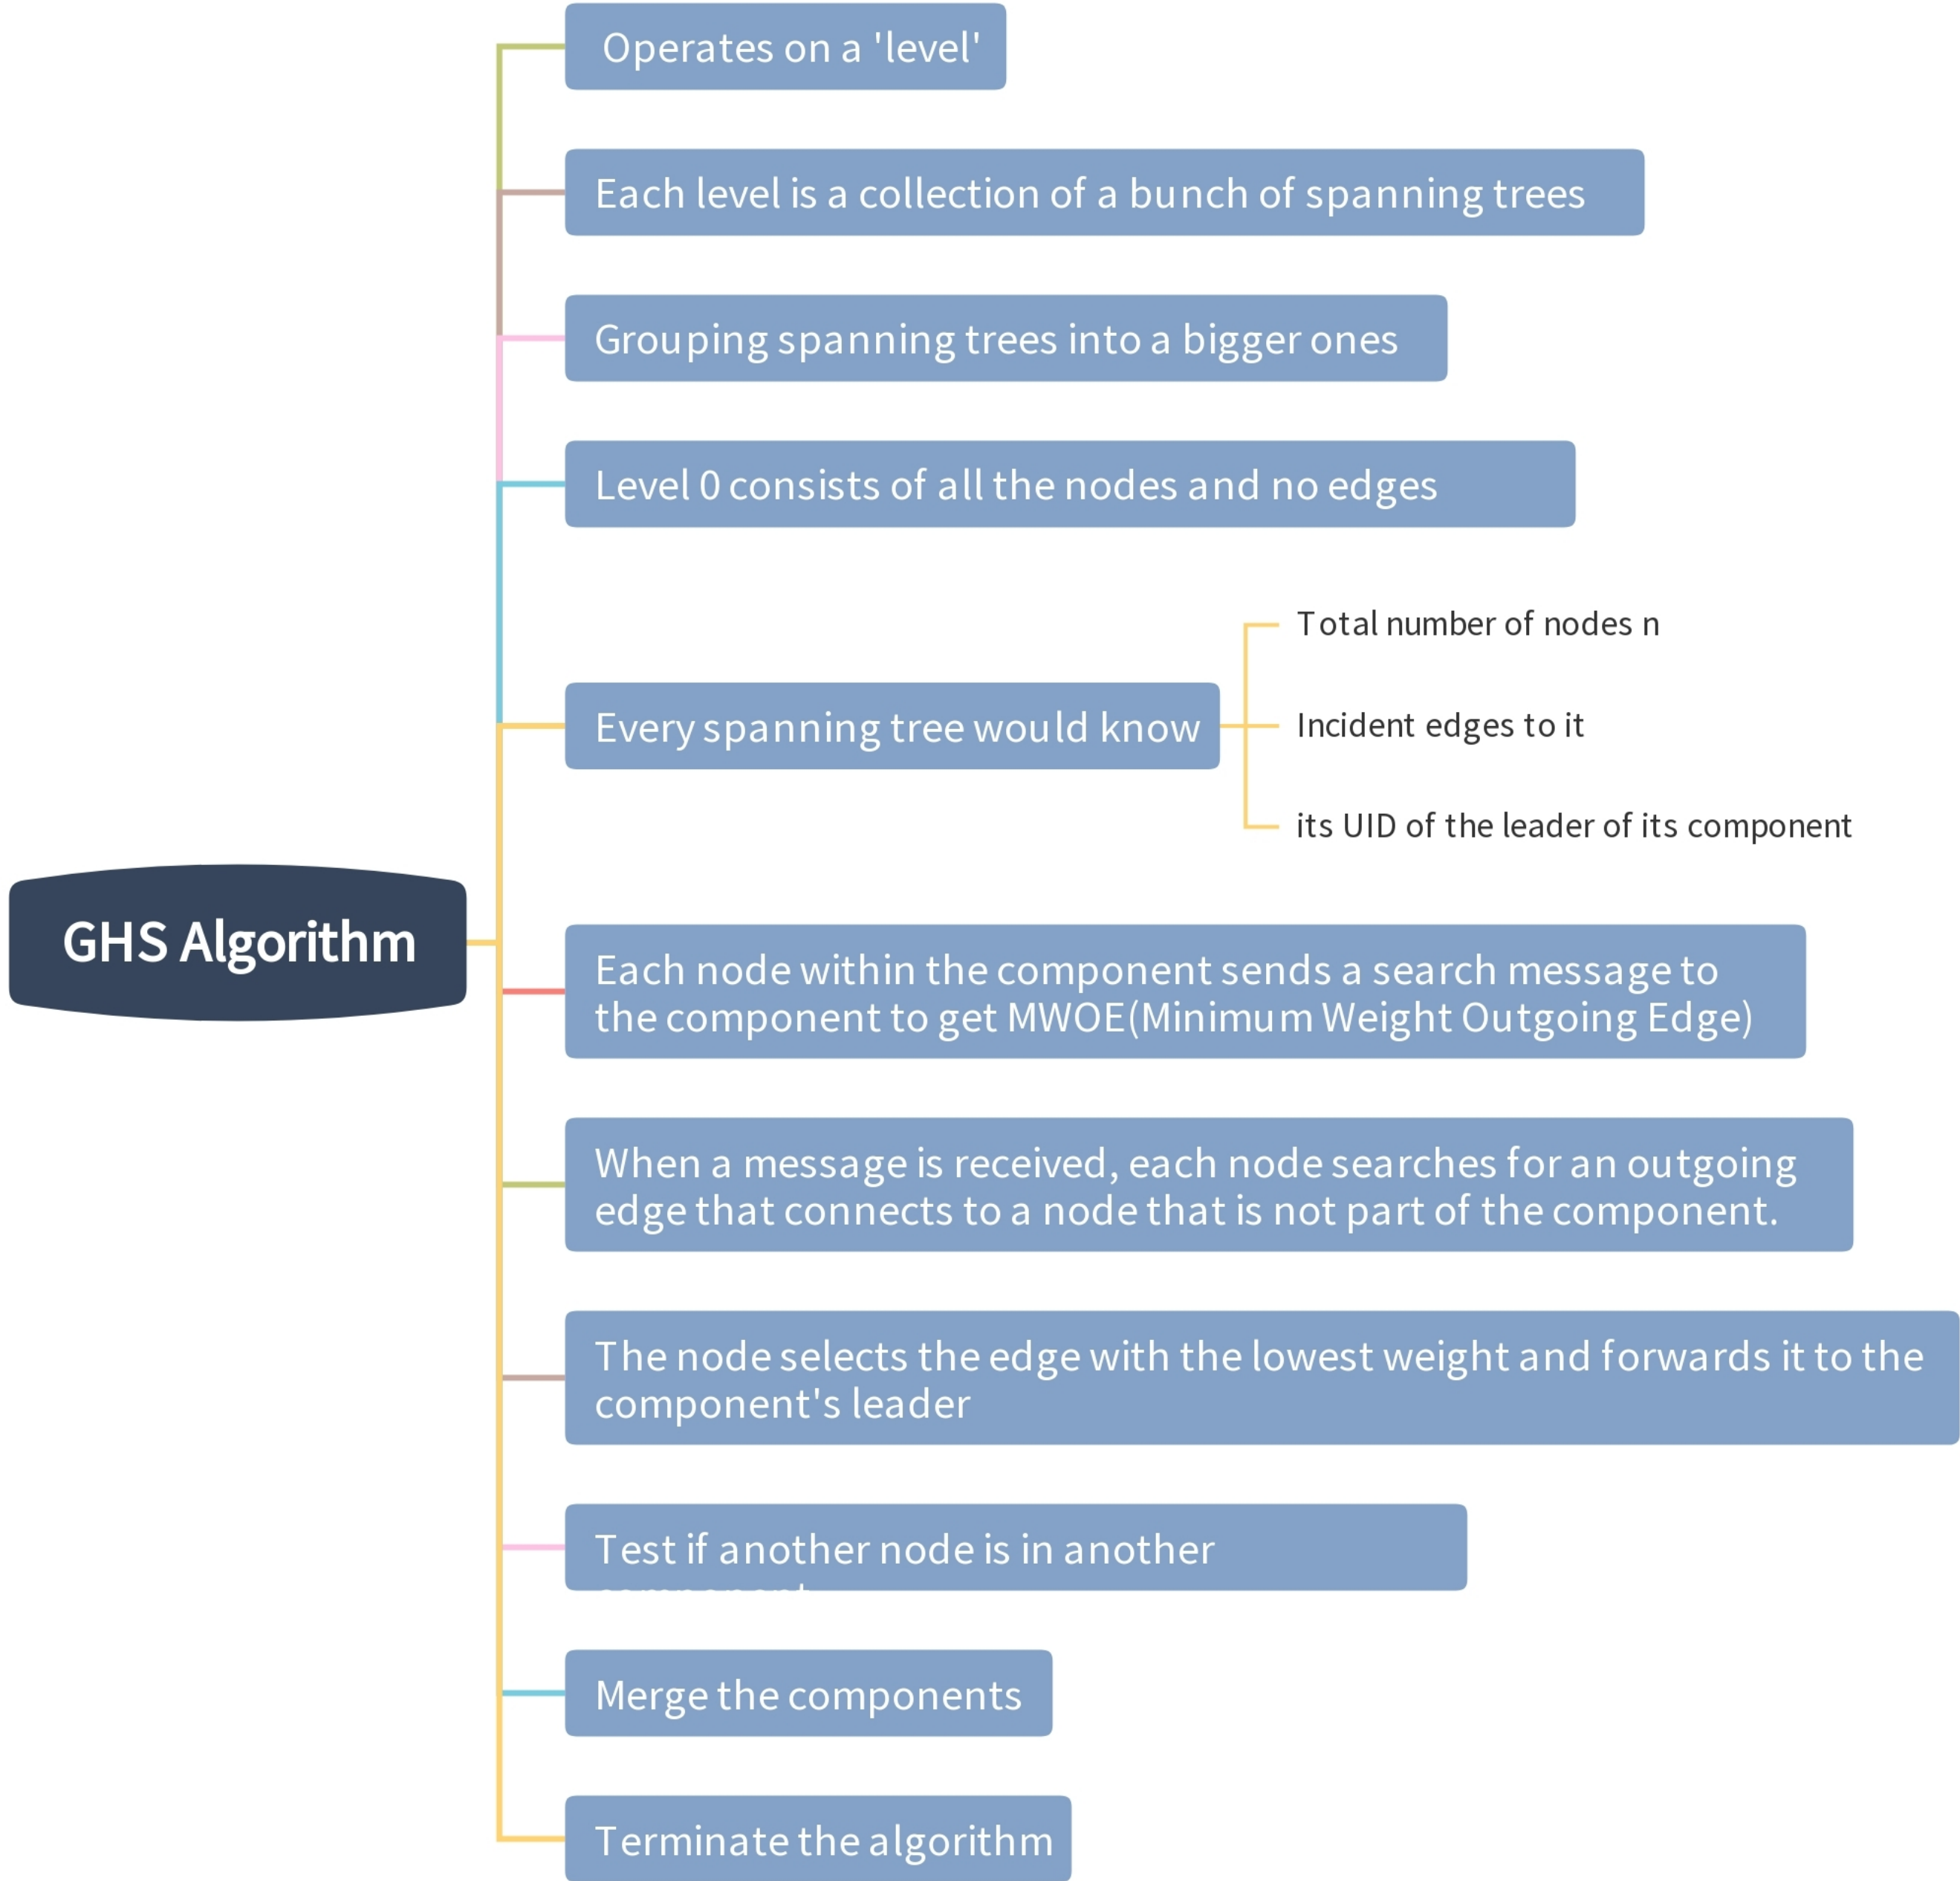 Operates on a 'level'
Each level is a collection of a bunch of spanning trees
Grouping spanning trees into a bigger ones
Level 0 consists of all the nodes and no edges
Total number of nodes n
Every spanning tree would know
Incident edges to it
its UID of the leader of its component
GHS Algorithm
Each node within the component sends a search message to
the component to get MWOE(Minimum Weight Outgoing Edge)
When a message is received, each node searches for an outgoing
edge that connects to a node that is not part of the component.
The node selects the edge with the lowest weight and forwards it to the
component's leader
Test if another node is in another
Merge the components
Terminate the algorithm